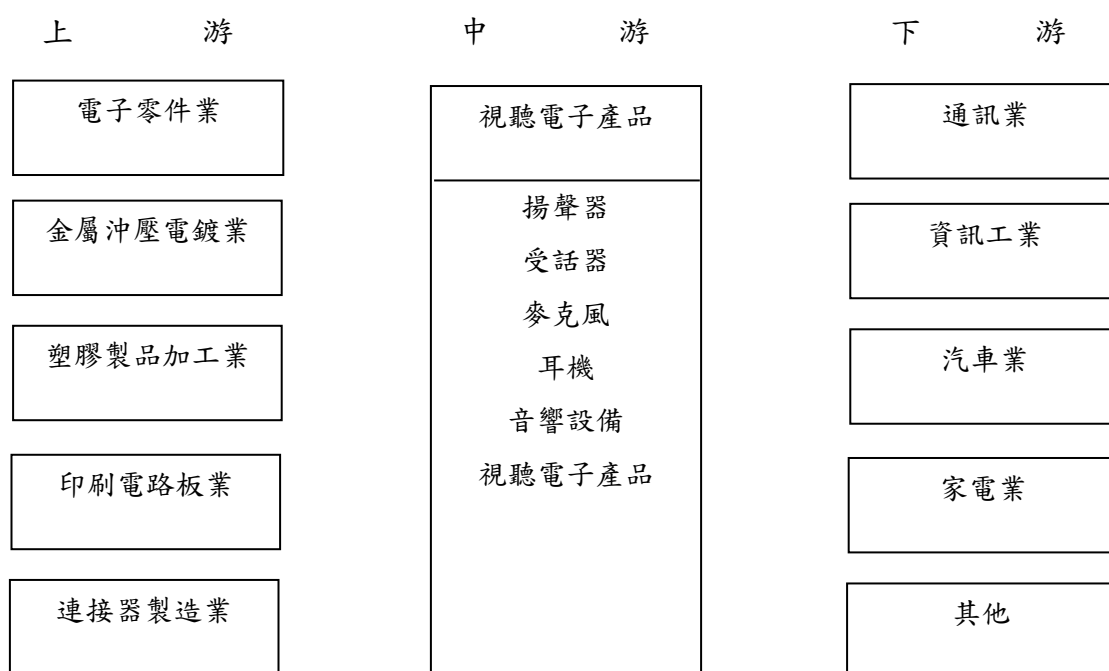 上 游
電子零件業
金屬沖壓電鍍業
塑膠製品加工業
印刷電路板業
連接器製造業
中 游
視聽電子產品
揚聲器
受話器
麥克風
耳機
音響設備
視聽電子產品
下 游
通訊業
資訊工業
汽車業
家電業
其他